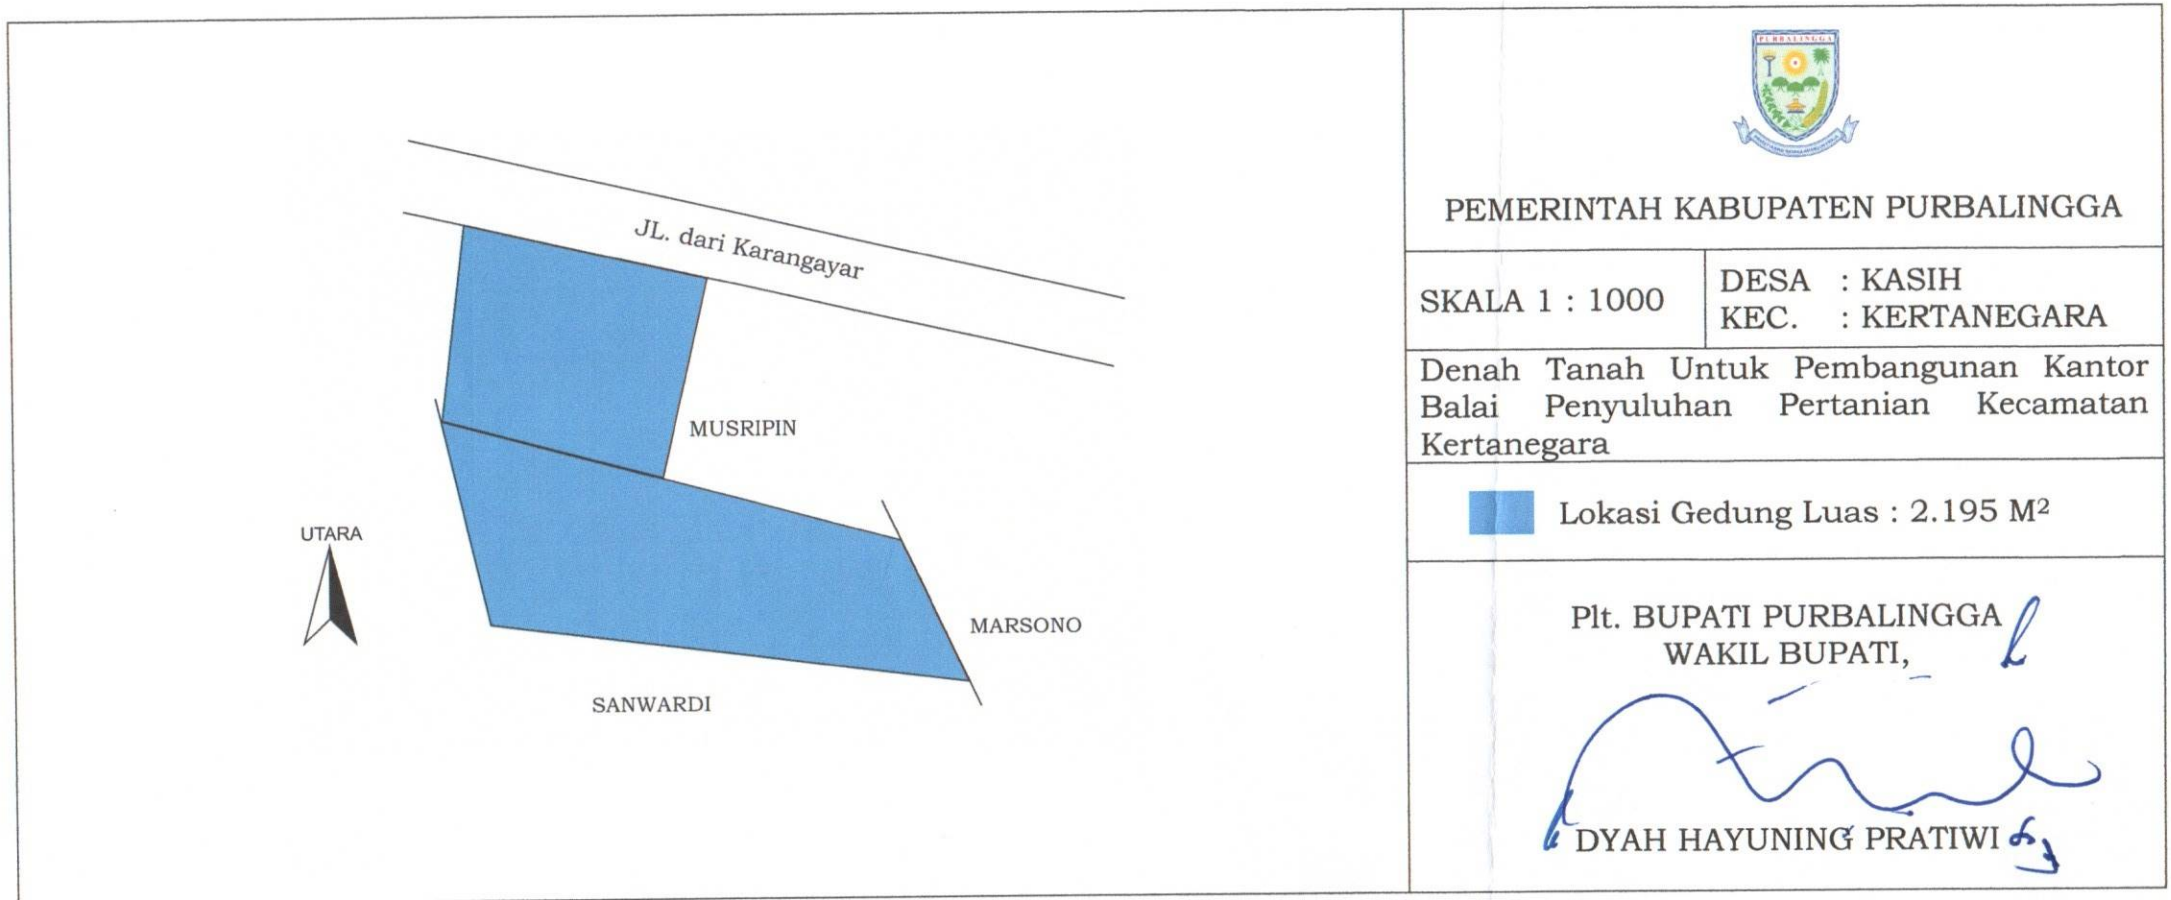 JL. dari Karangayar
MUSRIPIN
UTARA
MARSONO
SANWARDI
PURBALINGGA
PEMERINTAH KABUPATEN PURBALINGGA
SKALA 1 : 1000
DESA : KASIH
KEC. : KERTANEGARA
Denah Tanah Untuk Pembangunan Kantor
Balai Penyuluhan Pertanian Kecamatan
Kertanegara
Lokasi Gedung Luas : 2.195 M²
Plt. BUPATI PURBALINGGA
WAKIL BUPATI,
DYAH HAYUNING PRATIWI